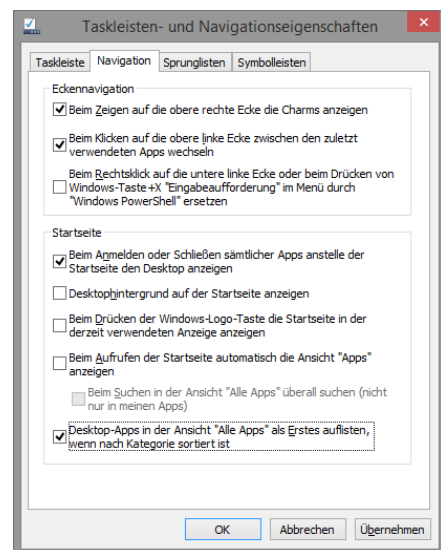 Taskleisten- und Navigationseigenschaften
Taskleiste Navigation Sprunglisten Symbolleisten
Eckennavigation
Beim Zeigen auf die obere rechte Ecke die Charms anzeigen
Beim Klicken auf die obere linke Ecke zwischen den zuletzt
verwendeten Apps wechseln
Beim Rechtsklick auf die untere linke Ecke oder beim Drücken von
Windows-Taste+X "Eingabeaufforderung" im Menü durch
"Windows PowerShell" ersetzen
Startseite
Beim Anmelden oder Schließen sämtlicher Apps anstelle der
Startseite den Desktop anzeigen
Desktophintergrund auf der Startseite anzeigen
Beim Drücken der Windows-Logo-Taste die Startseite in der
derzeit verwendeten Anzeige anzeigen
Beim Aufrufen der Startseite automatisch die Ansicht "Apps"
anzeigen
Beim Suchen in der Ansicht "Alle Apps" überall suchen (nicht
nur in meinen Apps)
Desktop-Apps in der Ansicht "Alle Apps" als Erstes auflisten,
wenn nach Kategorie sortiert ist
OK Abbrechen Übernehmen